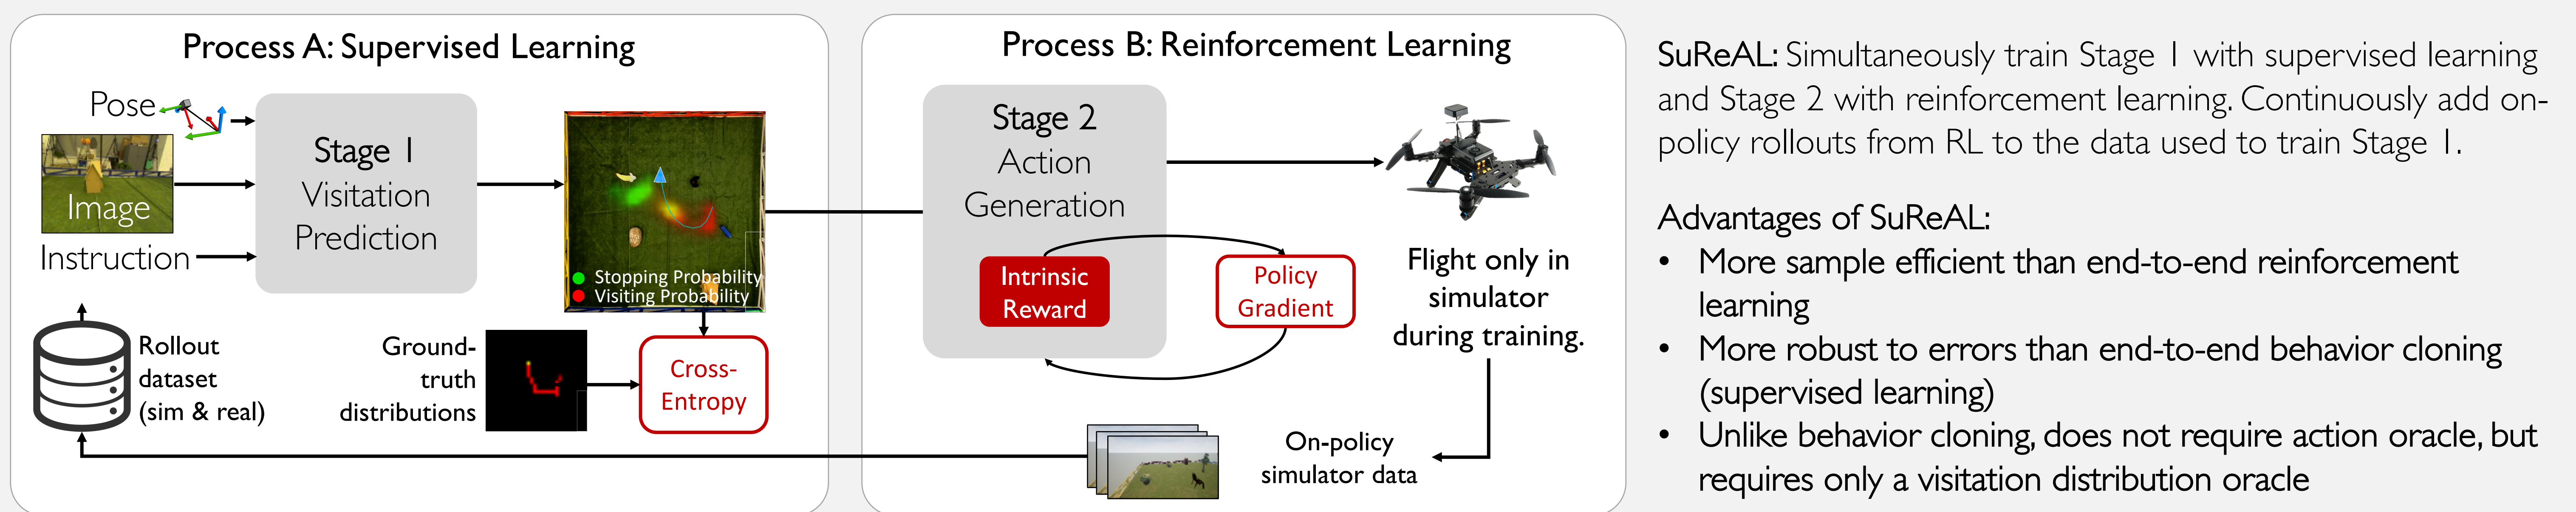 Process A: Supervised Learning
Pose
Image
Instruction
Stage 1
Visitation
Prediction
Stopping Probability
Visiting Probability
Rollout
dataset
(sim & real)
Ground-
truth
distributions
Cross-
Entropy
Process B: Reinforcement Learning
Stage 2
Action
Generation
Intrinsic
Reward
Policy
Gradient
Flight only in
simulator
during training.
On-policy
simulator data
SuReAL: Simultaneously train Stage 1 with supervised learning
and Stage 2 with reinforcement learning. Continuously add on-
policy rollouts from RL to the data used to train Stage 1.
Advantages of SuReAL:
• More sample efficient than end-to-end reinforcement
learning
• More robust to errors than end-to-end behavior cloning
(supervised learning)
• Unlike behavior cloning, does not require action oracle, but
requires only a visitation distribution oracle